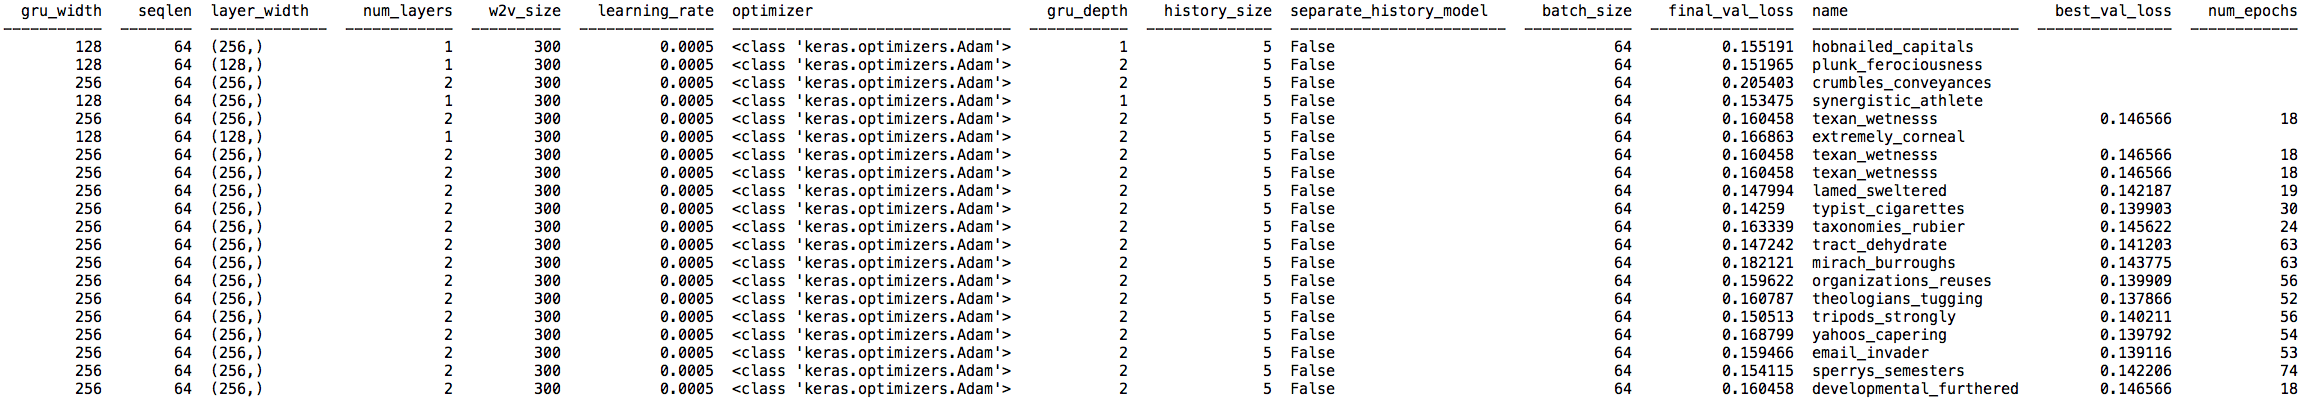 gru_width seqlen layer_width num_layers w2v_size learning_rate optimizer gru_depth history_size separate_history_model batch_size final_val_loss name best_val_loss num_epochs
128 64 (256,) 1 300 0.0005 <class 'keras.optimizers.Adam'> 1 5 False 64 0.155191 hobnailed_capitals
128 64 (128,) 1 300 0.0005 <class 'keras.optimizers.Adam'> 2 5 False 64 0.151965 plunk_ferociousness
256 64 (256,) 2 300 0.0005 <class 'keras.optimizers.Adam'> 2 5 False 64 0.205403 crumbles_conveyances
128 64 (256,) 1 300 0.0005 <class 'keras.optimizers.Adam'> 1 5 False 64 0.153475 synergistic_athlete
256 64 (256,) 2 300 0.0005 <class 'keras.optimizers.Adam'> 2 5 False 64 0.160458 texan_wetnesss 0.146566 18
128 64 (128,) 1 300 0.0005 <class 'keras.optimizers.Adam'> 2 5 False 64 0.166863 extremely_corneal
256 64 (256,) 2 300 0.0005 <class 'keras.optimizers.Adam'> 2 5 False 64 0.160458 texan_wetnesss 0.146566 18
256 64 (256,) 2 300 0.0005 <class 'keras.optimizers.Adam'> 2 5 False 64 0.160458 texan_wetnesss 0.146566 18
256 64 (256,) 2 300 0.0005 <class 'keras.optimizers.Adam'> 2 5 False 64 0.147994 lamed_sweltered 0.142187 19
256 64 (256,) 2 300 0.0005 <class 'keras.optimizers.Adam'> 2 5 False 64 0.14259 typist_cigarettes 0.139903 30
256 64 (256,) 2 300 0.0005 <class 'keras.optimizers.Adam'> 2 5 False 64 0.163339 taxonomies_rubier 0.145622 24
256 64 (256,) 2 300 0.0005 <class 'keras.optimizers.Adam'> 2 5 False 64 0.147242 tract_dehydrate 0.141203 63
256 64 (256,) 2 300 0.0005 <class 'keras.optimizers.Adam'> 2 5 False 64 0.182121 mirach_burroughs 0.143775 63
256 64 (256,) 2 300 0.0005 <class 'keras.optimizers.Adam'> 2 5 False 64 0.159622 organizations_reuses 0.139909 56
256 64 (256,) 2 300 0.0005 <class 'keras.optimizers.Adam'> 2 5 False 64 0.160787 theologians_tugging 0.137866 52
256 64 (256,) 2 300 0.0005 <class 'keras.optimizers.Adam'> 2 5 False 64 0.150513 tripods_strongly 0.140211 56
256 64 (256,) 2 300 0.0005 <class 'keras.optimizers.Adam'> 2 5 False 64 0.168799 yahoos_capering 0.139792 54
256 64 (256,) 2 300 0.0005 <class 'keras.optimizers.Adam'> 2 5 False 64 0.159466 email_invader 0.139116 53
256 64 (256,) 2 300 0.0005 <class 'keras.optimizers.Adam'> 2 5 False 64 0.154115 sperrys_semesters 0.142206 74
256 64 (256,) 2 300 0.0005 <class 'keras.optimizers.Adam'> 2 5 False 64 0.160458 developmental_furthered 0.146566 18